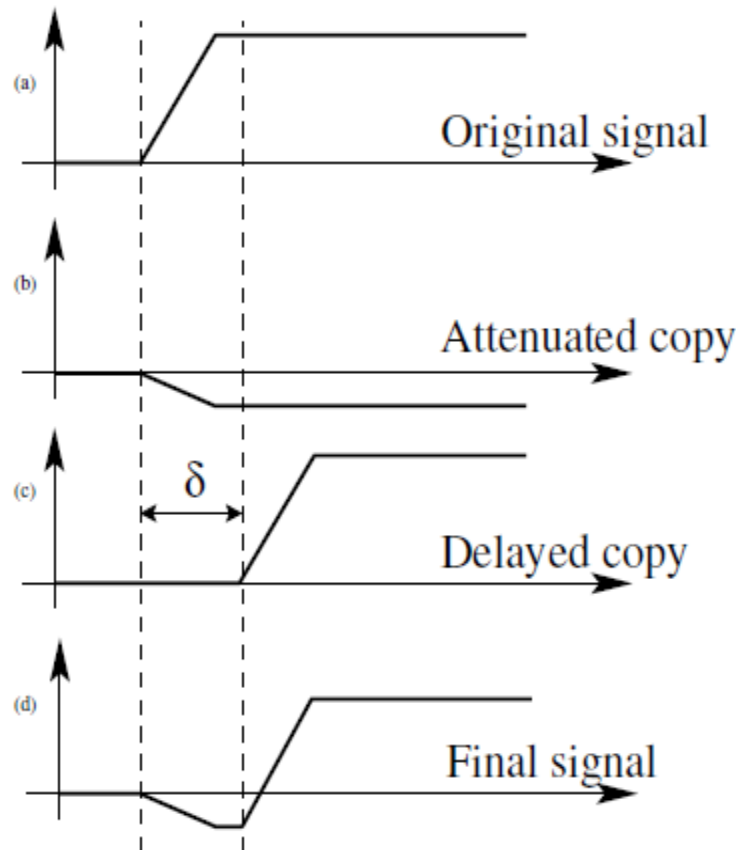 (a)
Original signal
(b)
Attenuated copy
(c)
δ
Delayed copy
(d)
Final signal